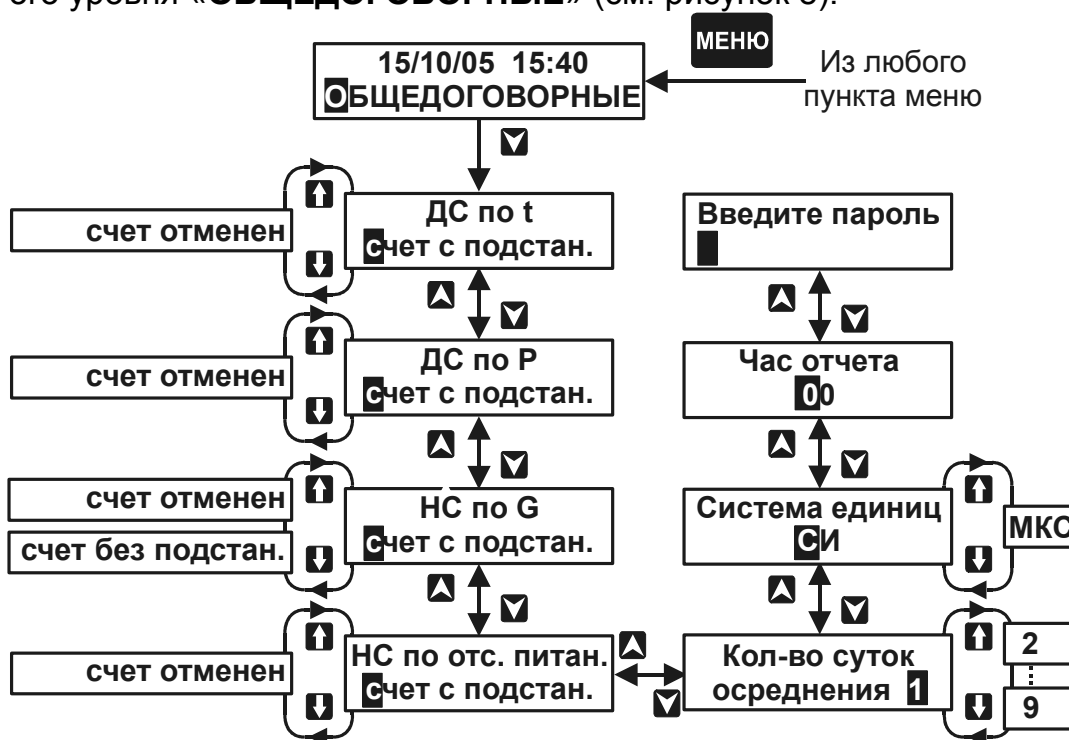 его уровня «ОБЩЕДОГОВОРНЫЕ» (см. рисунок
МЕНЮ
15/10/05 15:40
ОБЩЕДОГОВОРНЫЕ
Из любого
пункта меню
счет отменен
ДС по t
счет с подстан.
счет отменен
ДС по P
счет с подстан.
счет отменен
счет без подстан.
НС по G
счет с подстан.
счет отменен
НС по отс. питан.
счет с подстан.
Введите пароль
Час отчета
00
Система единиц
СИ
МКС
Кол-во суток
осреднения 1
2
9